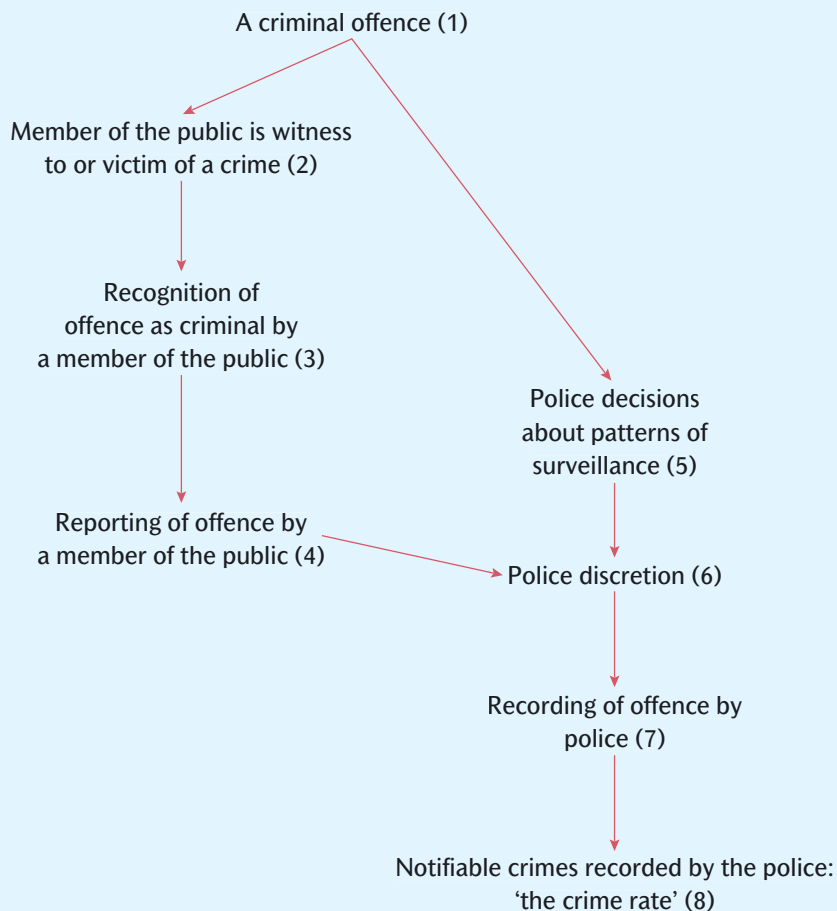 A criminal offence (1)
Member of the public is witness
to or victim of a crime (2)
Recognition of
offence as criminal by
a member of the public (3)
Reporting of offence by
a member of the public (4)
Police decisions
about patterns of
surveillance (5)
Police discretion (6)
Recording of offence by
police (7)
Notifiable crimes recorded by the police:
‘the crime rate’ (8)